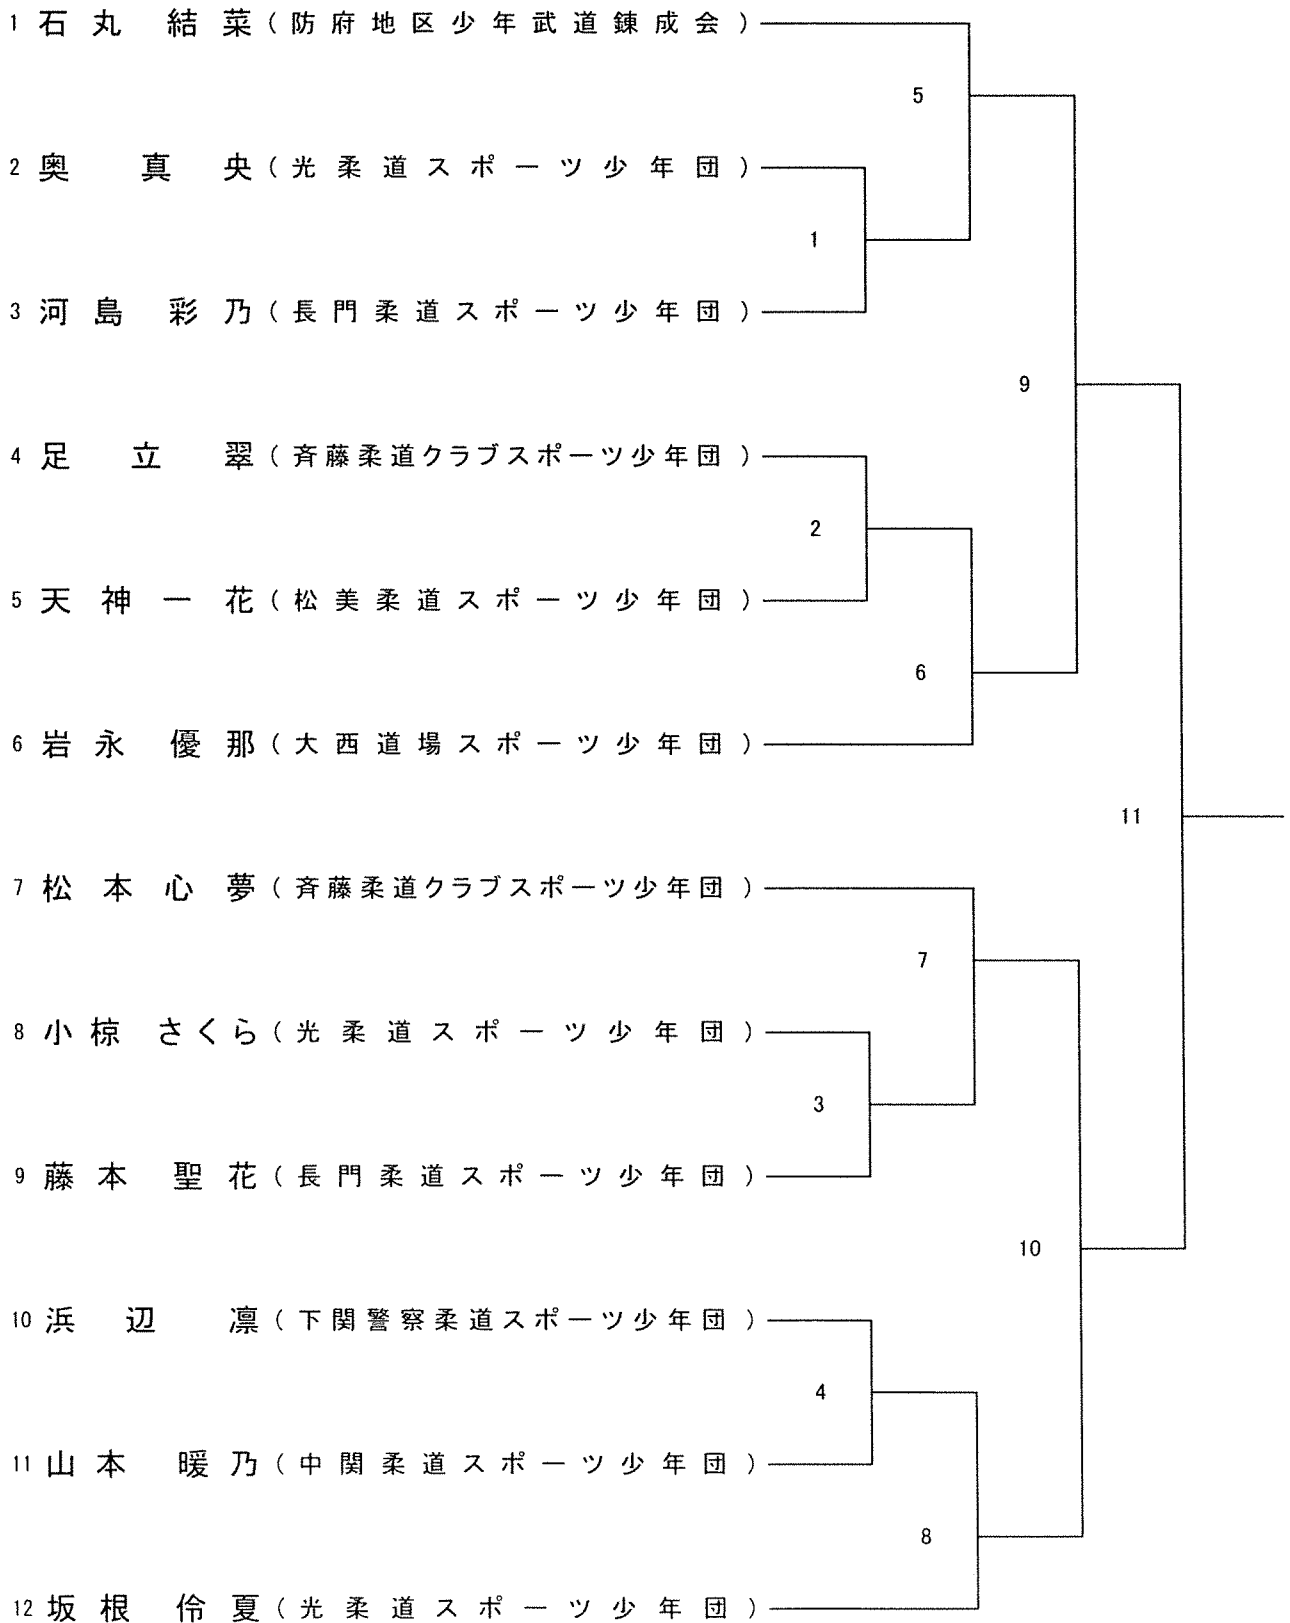 1 石丸 結菜 (防府地区少年武道錬成会)
5
2 奥 真央 (光柔道スポーツ少年団)
1
3 河島 彩乃 (長門柔道スポーツ少年団)
9
4 足立 翠 (斉藤柔道クラブスポーツ少年団)
2
5 天神一花 (松美柔道スポーツ少年団)
6
6 岩永 優那 (大西道場スポーツ少年団)
11
7 松本心夢 (斉藤柔道クラブスポーツ少年団)
7
8 小椋 さくら (光柔道スポーツ少年団)
3
9 藤本 聖花 (長門柔道スポーツ少年団)
10
10 浜辺 凛 (下関警察柔道スポーツ少年団)
4
11 山本 暖乃 (中関柔道スポーツ少年団)
8
12 坂根 伶夏 (光柔道スポーツ少年団)